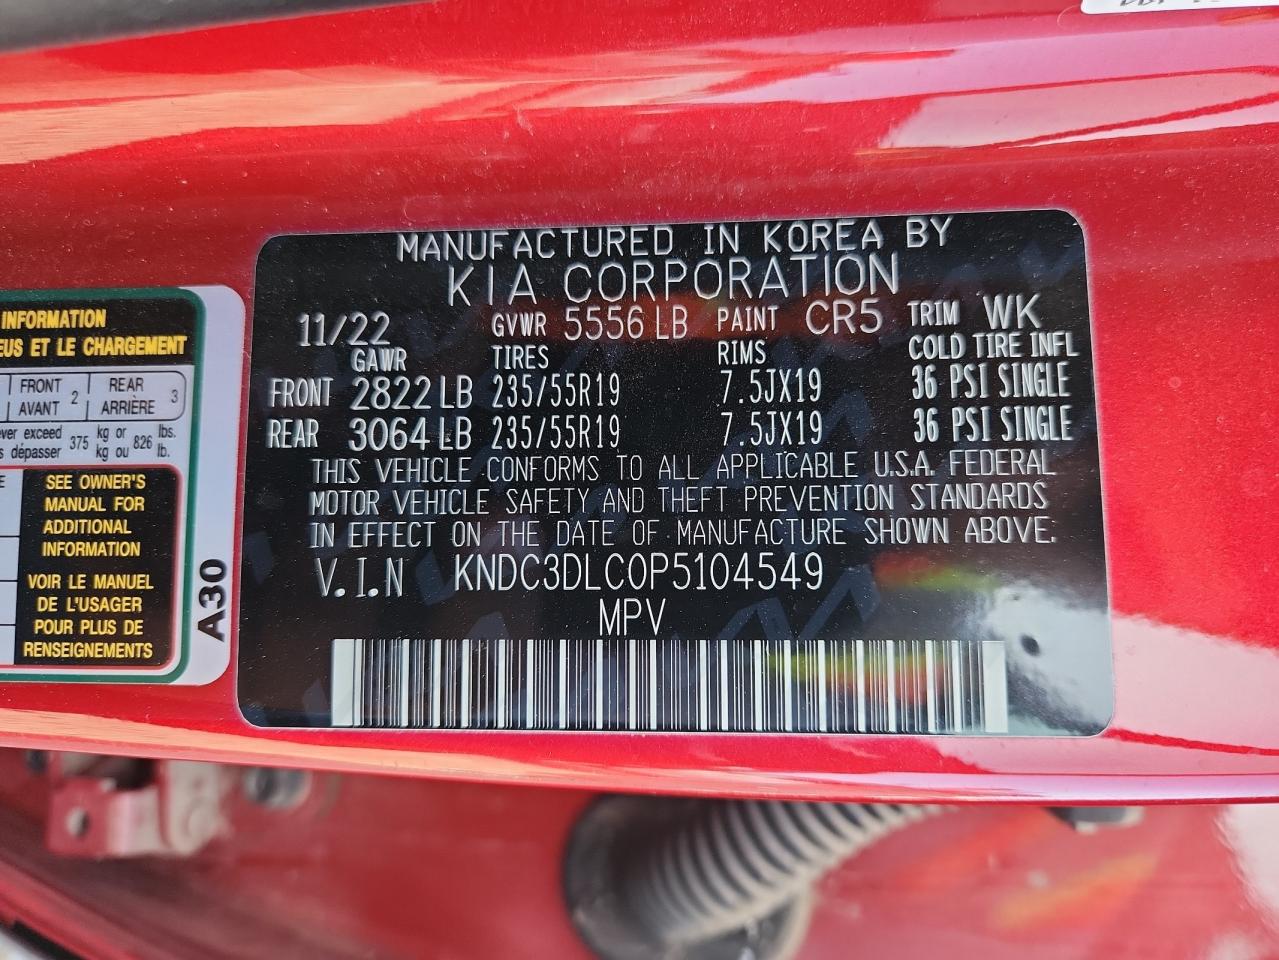 MANUFACTURED IN KOREA BY
KIA CORPORATION
11/22 GVWR 5556 LB PAINT CR5 TRIM WK
GAWR TIRES RIMS COLD TIRE INFL
FRONT 2822 LB 235/55R19 7.5JX19 36 PSI SINGLE
REAR 3064 LB 235/55R19 7.5JX19 36 PSI SINGLE
THIS VEHICLE CONFORMS TO ALL APPLICABLE U.S.A. FEDERAL
MOTOR VEHICLE SAFETY AND THEFT PREVENTION STANDARDS
IN EFFECT ON THE DATE OF MANUFACTURE SHOWN ABOVE.
V.I.N KNDC3DLC0P5104549
MPV
INFORMATION
ET LE CHARGEMENT
FRONT 2 REAR 3
AVANT ARRIÈRE
exceed 375 kg or 826 lbs.
dépasser kg ou lb.
SEE OWNER'S
MANUAL FOR
ADDITIONAL
INFORMATION
VOIR LE MANUEL
DE L'USAGER
POUR PLUS DE
RENSEIGNEMENTS
A30